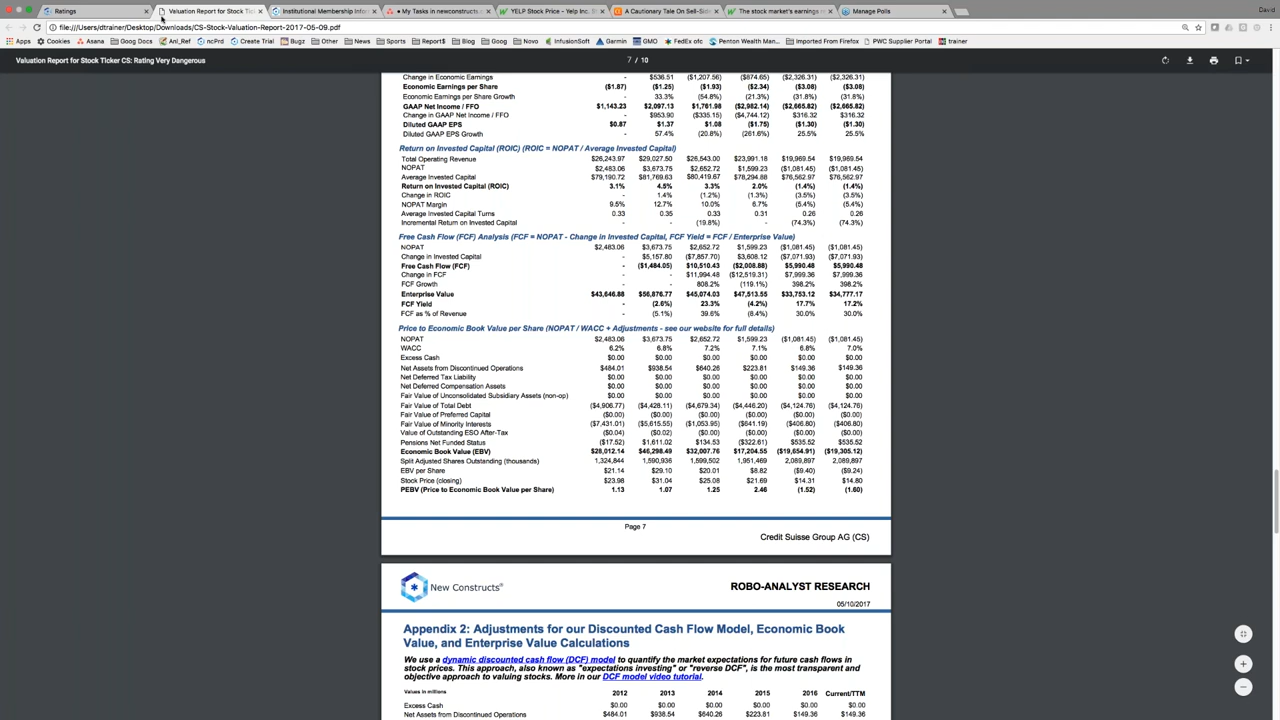 Ratings
Valuation Report for Stock Tic
Institutional Membership Infor
• My Tasks in newconstructs
YELP Stock Price - Yelp Inc.
A Cautionary Tale On Sell-Side
The stock market's earnings r
Manage Polls
David
file:///Users/dtrainer/Desktop/Downloads/CS-Stock-Valuation-Report-2017-05-09.pdf
Apps Cookies Asana Goog Docs Anl_Ref ncPrd Create Trial Bugz Other News Sports Report$ Blog Goog Novo InfusionSoft Garmin GMO FedEx ofc Penton Wealth Man... Imported From Firefox PWC Supplier Portal trainer
Valuation Report for Stock Ticker CS: Rating Very Dangerous 7 / 10
Change in Economic Earnings - $536.51 ($1,207.56) ($874.65) ($2,326.31) ($2,326.31)
Economic Earnings per Share ($1.87) ($1.25) ($1.93) ($2.34) ($3.08) ($3.08)
Economic Earnings per Share Growth - 33.3% (54.8%) (21.3%) (31.8%) (31.8%)
GAAP Net Income / FFO $1,143.23 $2,097.13 $1,761.98 ($2,982.14) ($2,665.82) ($2,665.82)
Change in GAAP Net Income / FFO - $953.90 ($335.15) ($4,744.12) $316.32 $316.32
Diluted GAAP EPS $0.87 $1.37 $1.08 ($1.75) ($1.30) ($1.30)
Diluted GAAP EPS Growth - 57.4% (20.8%) (261.6%) 25.5% 25.5%
Return on Invested Capital (ROIC) (ROIC = NOPAT / Average Invested Capital)
Total Operating Revenue $26,243.97 $29,027.50 $26,543.00 $23,991.18 $19,969.54 $19,969.54
NOPAT $2,483.06 $3,673.75 $2,652.72 $1,599.23 ($1,081.45) ($1,081.45)
Average Invested Capital $79,190.72 $81,769.63 $80,419.67 $78,294.88 $76,562.97 $76,562.97
Return on Invested Capital (ROIC) 3.1% 4.5% 3.3% 2.0% (1.4%) (1.4%)
Change in ROIC - 1.4% (1.2%) (1.3%) (3.5%) (3.5%)
NOPAT Margin 9.5% 12.7% 10.0% 6.7% (5.4%) (5.4%)
Average Invested Capital Turns 0.33 0.35 0.33 0.31 0.26 0.26
Incremental Return on Invested Capital - - (19.8%) - (74.3%) (74.3%)
Free Cash Flow (FCF) Analysis (FCF = NOPAT - Change in Invested Capital, FCF Yield = FCF / Enterprise Value)
NOPAT $2,483.06 $3,673.75 $2,652.72 $1,599.23 ($1,081.45) ($1,081.45)
Change in Invested Capital - $5,157.80 ($7,857.70) $3,608.12 ($7,071.93) ($7,071.93)
Free Cash Flow (FCF) - ($1,484.05) $10,510.43 ($2,008.88) $5,990.48 $5,990.48
Change in FCF - - $11,994.48 ($12,519.31) $7,999.36 $7,999.36
FCF Growth - - 808.2% (119.1%) 398.2% 398.2%
Enterprise Value $43,646.88 $56,876.77 $45,074.03 $47,513.55 $33,753.12 $34,777.17
FCF Yield - (2.6%) 23.3% (4.2%) 17.7% 17.2%
FCF as % of Revenue - (5.1%) 39.6% (8.4%) 30.0% 30.0%
Price to Economic Book Value per Share (NOPAT / WACC + Adjustments - see our website for full details)
NOPAT $2,483.06 $3,673.75 $2,652.72 $1,599.23 ($1,081.45) ($1,081.45)
WACC 6.2% 6.8% 7.2% 7.1% 6.8% 7.0%
Excess Cash $0.00 $0.00 $0.00 $0.00 $0.00 $0.00
Net Assets from Discontinued Operations $484.01 $938.54 $640.26 $223.81 $149.36 $149.36
Net Deferred Tax Liability $0.00 $0.00 $0.00 $0.00 $0.00 $0.00
Net Deferred Compensation Assets $0.00 $0.00 $0.00 $0.00 $0.00 $0.00
Fair Value of Unconsolidated Subsidiary Assets (non-op) $0.00 $0.00 $0.00 $0.00 $0.00 $0.00
Fair Value of Total Debt ($4,906.77) ($4,428.11) ($4,679.34) ($4,446.20) ($4,124.76) ($4,124.76)
Fair Value of Preferred Capital ($0.00) ($0.00) ($0.00) ($0.00) ($0.00) ($0.00)
Fair Value of Minority Interests ($7,431.01) ($5,615.55) ($1,053.95) ($641.19) ($406.80) ($406.80)
Value of Outstanding ESO After-Tax ($0.04) ($0.02) ($0.00) ($0.00) ($0.00) ($0.00)
Pensions Net Funded Status ($17.52) $1,611.02 $134.53 ($322.61) $535.52 $535.52
Economic Book Value (EBV) $28,012.14 $46,298.49 $32,007.76 $17,204.55 ($19,654.91) ($19,305.12)
Split Adjusted Shares Outstanding (thousands) 1,324,844 1,590,936 1,599,502 1,951,469 2,089,897 2,089,897
EBV per Share $21.14 $29.10 $20.01 $8.82 ($9.40) ($9.24)
Stock Price (closing) $23.98 $31.04 $25.08 $21.69 $14.31 $14.80
PEBV (Price to Economic Book Value per Share) 1.13 1.07 1.25 2.46 (1.52) (1.60)
Page 7
Credit Suisse Group AG (CS)
New Constructs®
ROBO-ANALYST RESEARCH
05/10/2017
Appendix 2: Adjustments for our Discounted Cash Flow Model, Economic Book
Value, and Enterprise Value Calculations
We use a dynamic discounted cash flow (DCF) model to quantify the market expectations for future cash flows in
stock prices. This approach, also known as "expectations investing" or "reverse DCF", is the most transparent and
objective approach to valuing stocks. More in our DCF model video tutorial.
Values in millions 2012 2013 2014 2015 2016 Current/TTM
Excess Cash $0.00 $0.00 $0.00 $0.00 $0.00 $0.00
Net Assets from Discontinued Operations $484.01 $938.54 $640.26 $223.81 $149.36 $149.36